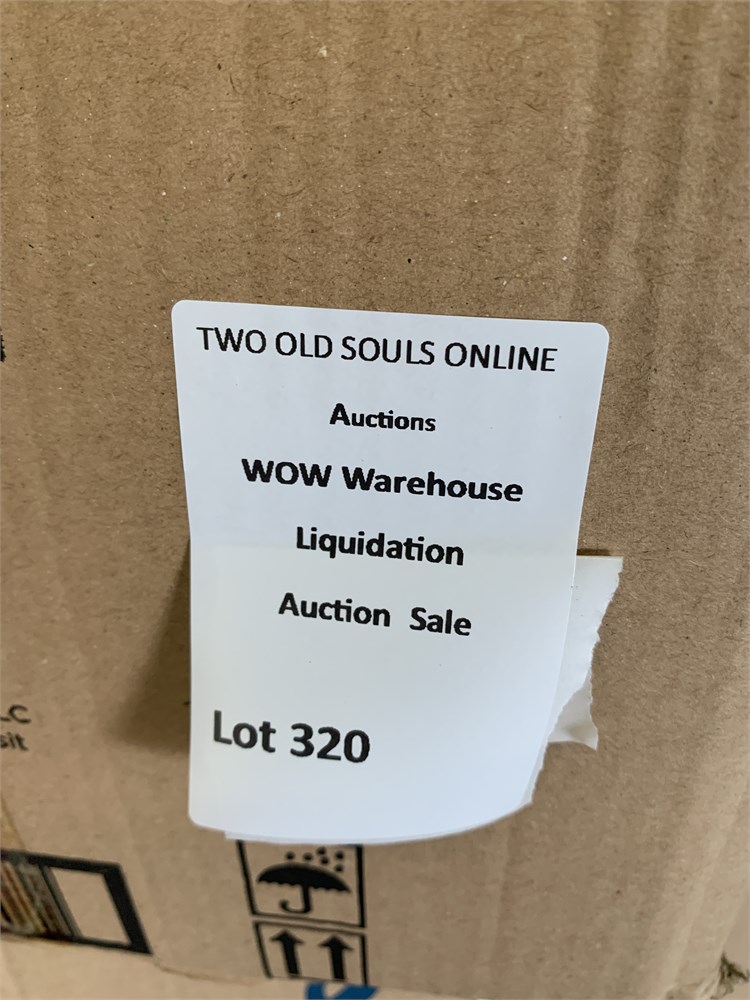 TWO OLD SOULS ONLINE
Auctions
WOW Warehouse
Liquidation
Auction Sale
Lot 320